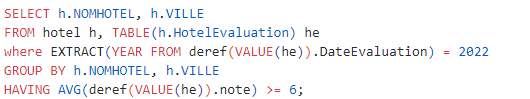 SELECT h.NOMHOTEL, h.VILLE
FROM hotel h, TABLE(h.HotelEvaluation) he
where EXTRACT(YEAR FROM deref(VALUE(he)).DateEvaluation) = 2022
GROUP BY h.NOMHOTEL, h.VILLE
HAVING AVG(deref(VALUE(he)).note) >= 6;